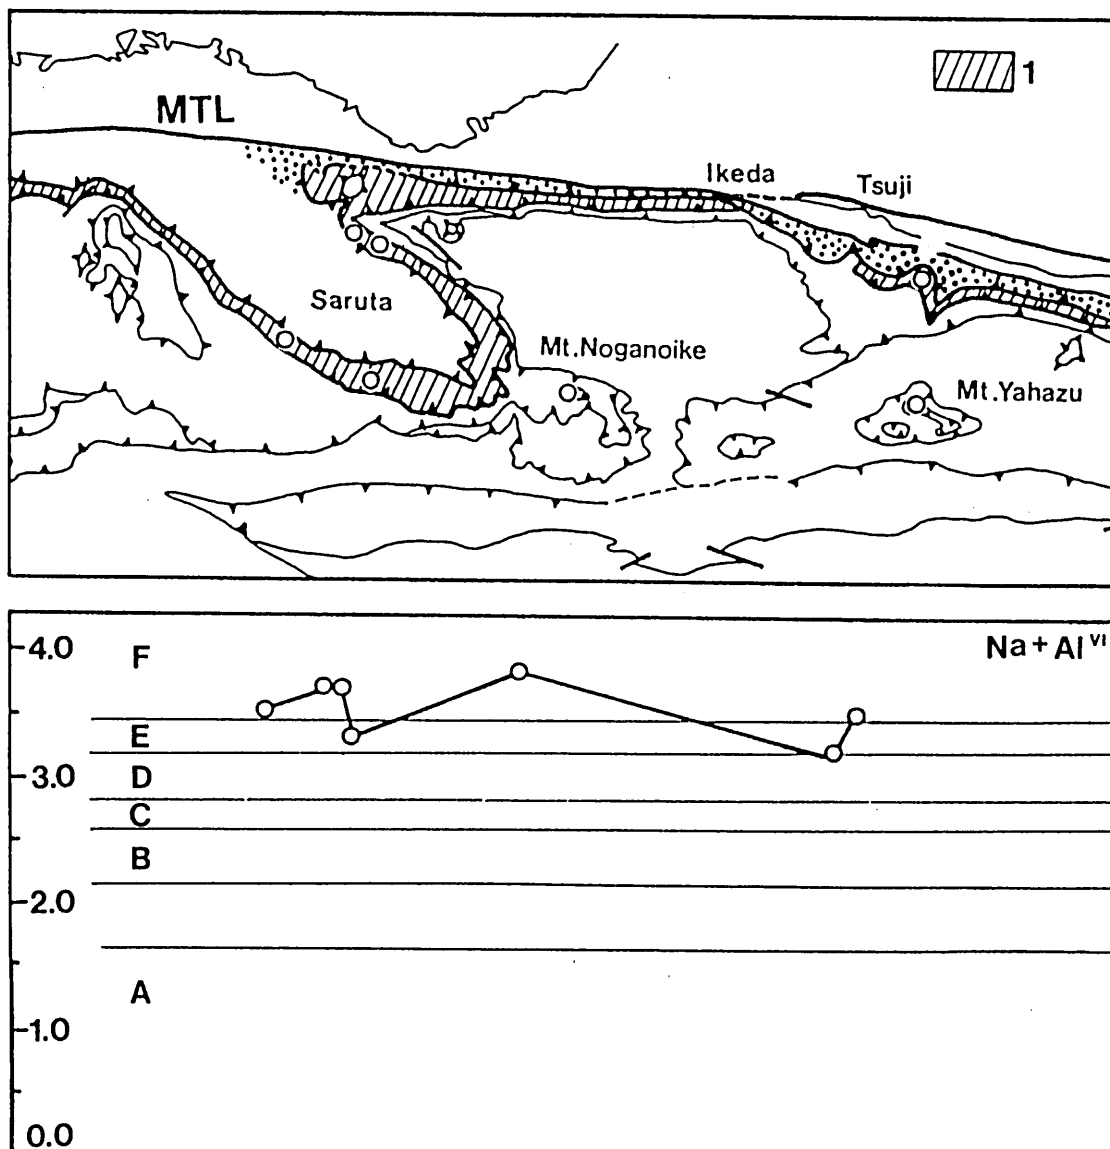 1
MTL
Ikeda
Tsuji
Saruta
Mt.Noganoike
Mt.Yahazu
4.0
F
Na+Al VI
E
3.0
D
C
B
2.0
A
1.0
0.0